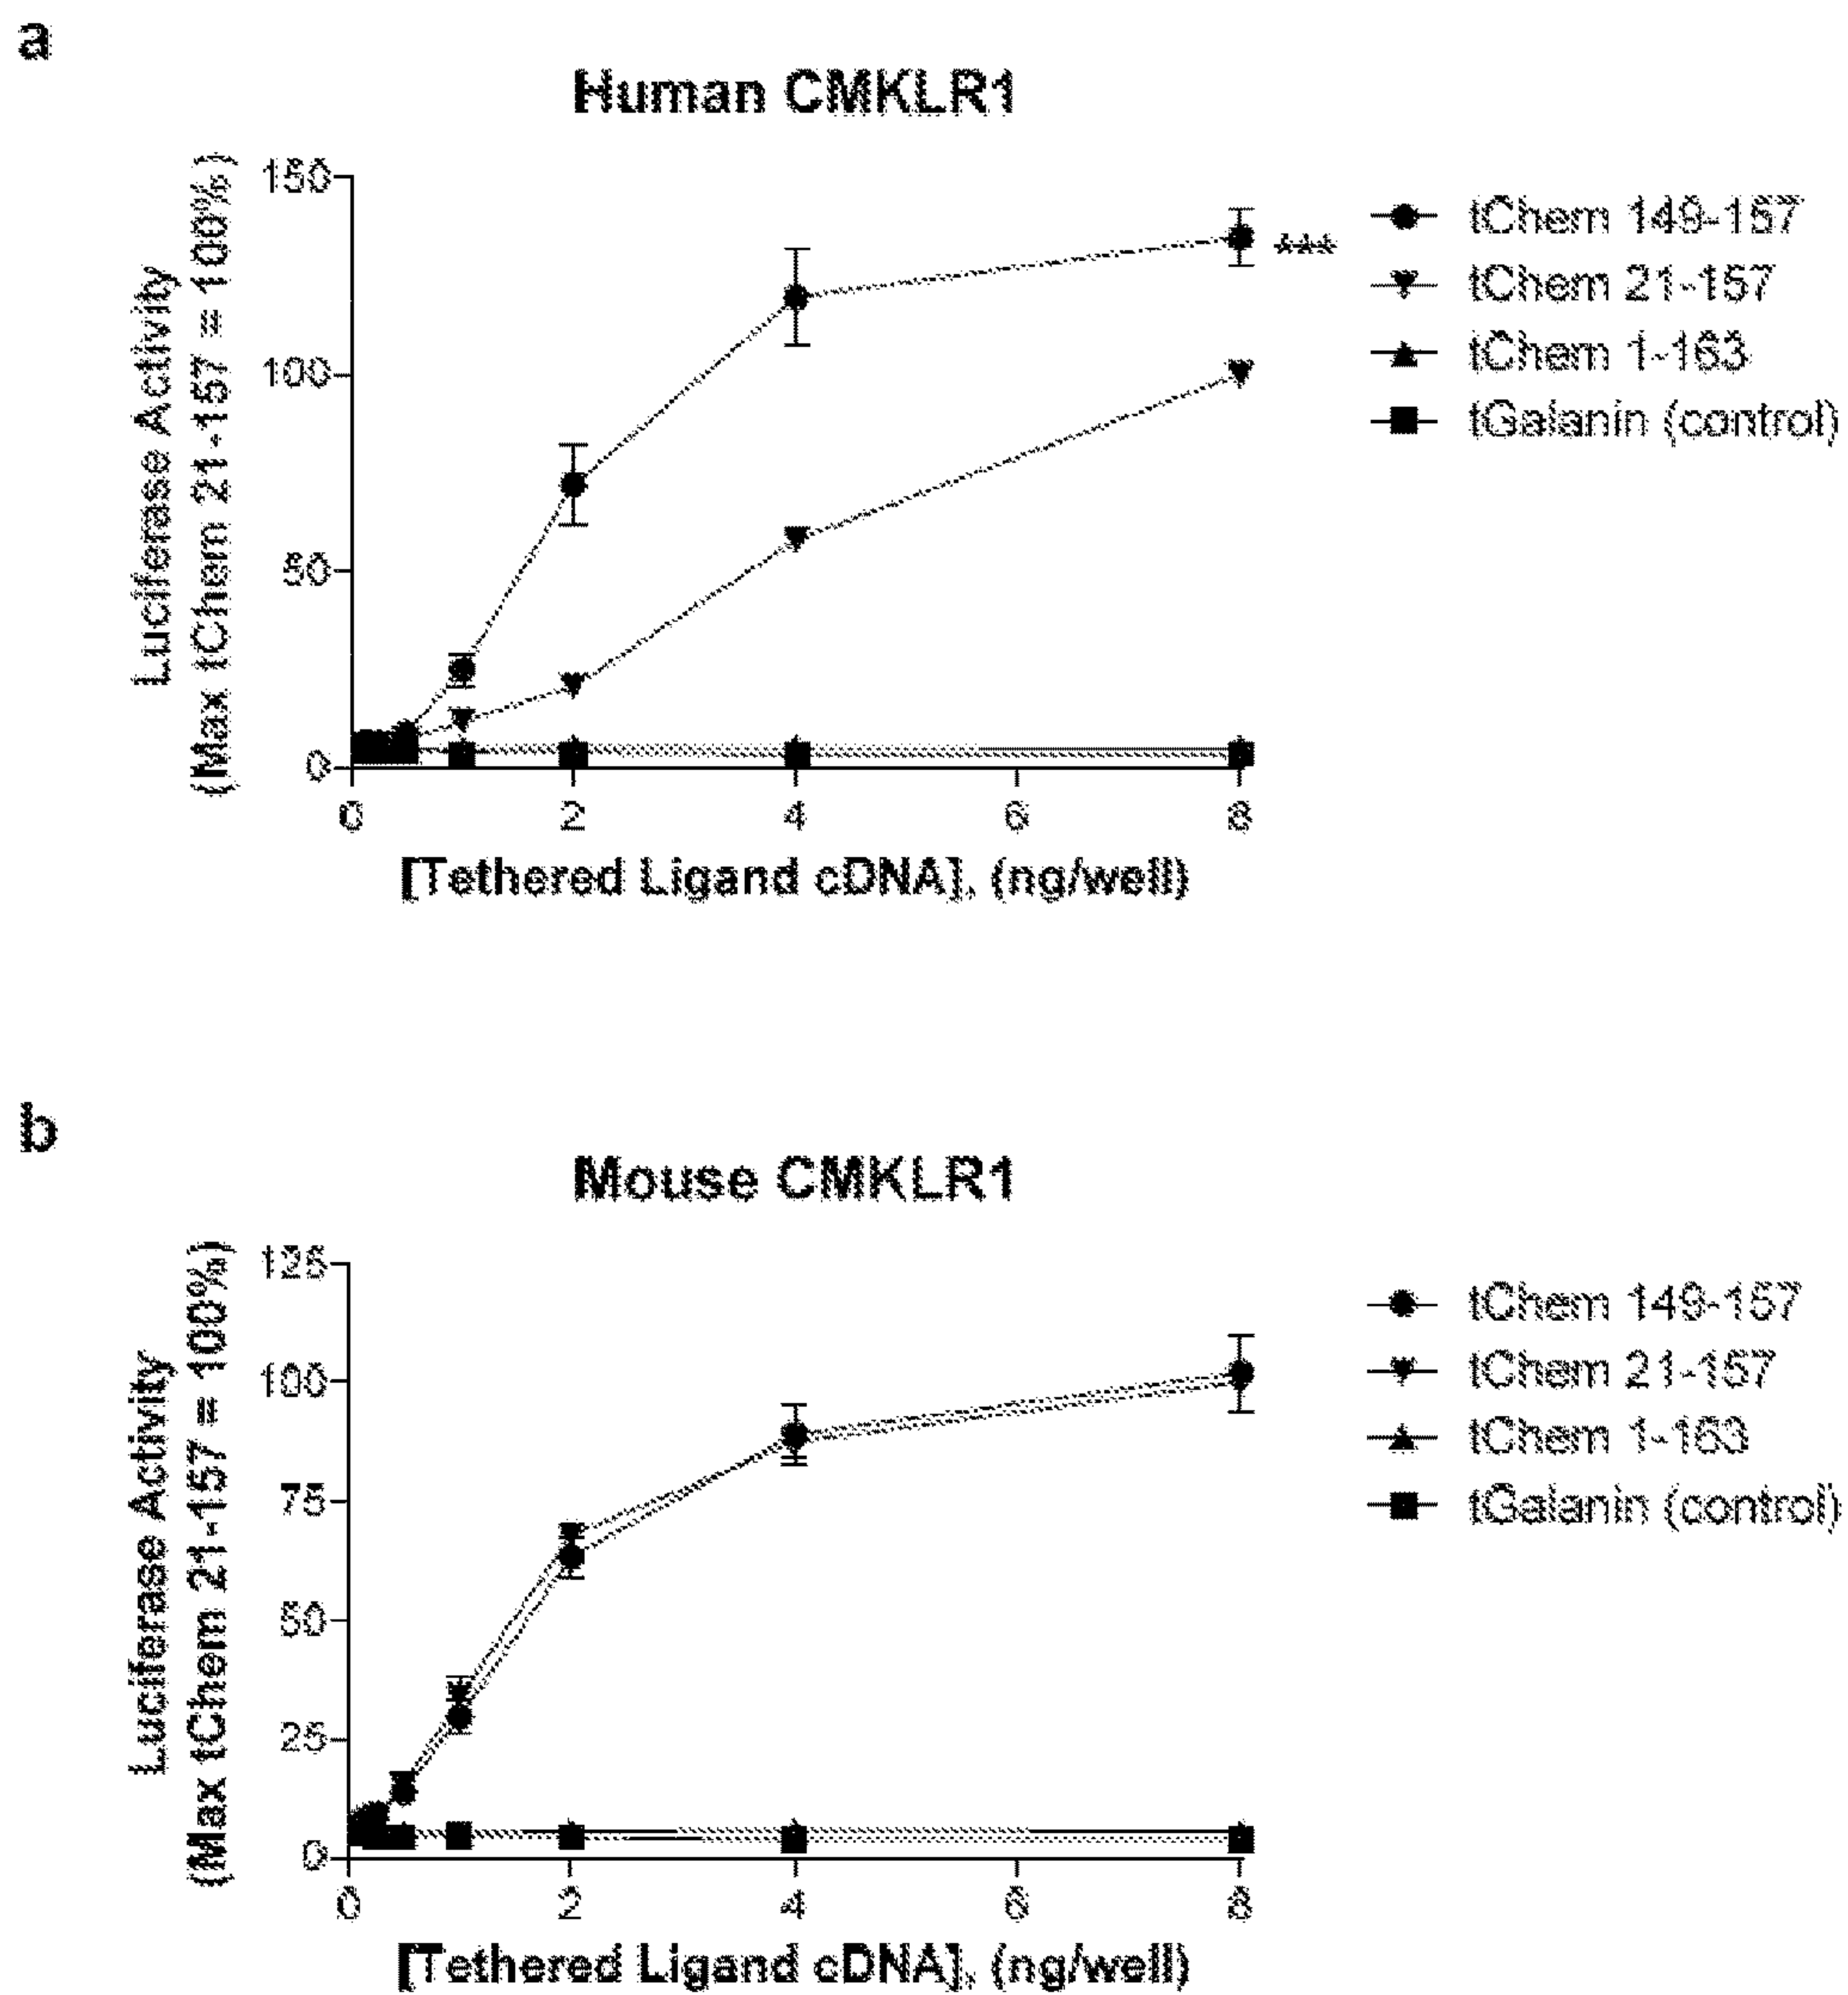 a
Human CMKLR1
Luciferase Activity
(Max tChem 21-157 = 100%)
150
100
50
0
0 2 4 6 8
[Tethered Ligand cDNA], (ng/well)
***
tChem 149-157
tChem 21-157
tChem 1-163
tGalanin (control)
b
Mouse CMKLR1
Luciferase Activity
(Max tChem 21-157 = 100%)
125
100
75
50
25
0
0 2 4 6 8
[Tethered Ligand cDNA], (ng/well)
tChem 149-157
tChem 21-157
tChem 1-163
tGalanin (control)